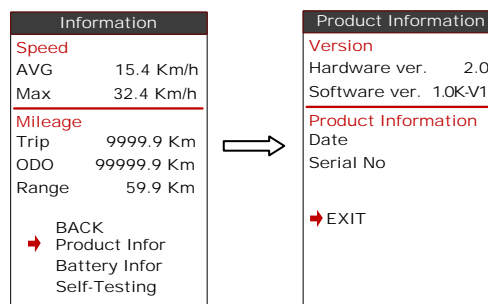 Information
Speed
AVG 15.4 Km/h
Max 32.4 Km/h
Mileage
Trip 9999.9 Km
ODO 99999.9 Km
Range 59.9 Km
BACK
Product Infor
Battery Infor
Self-Testing
Product Information
Version
Hardware ver. 2.0
Software ver. 1.0K-V1
Product Information
Date
Serial No
EXIT